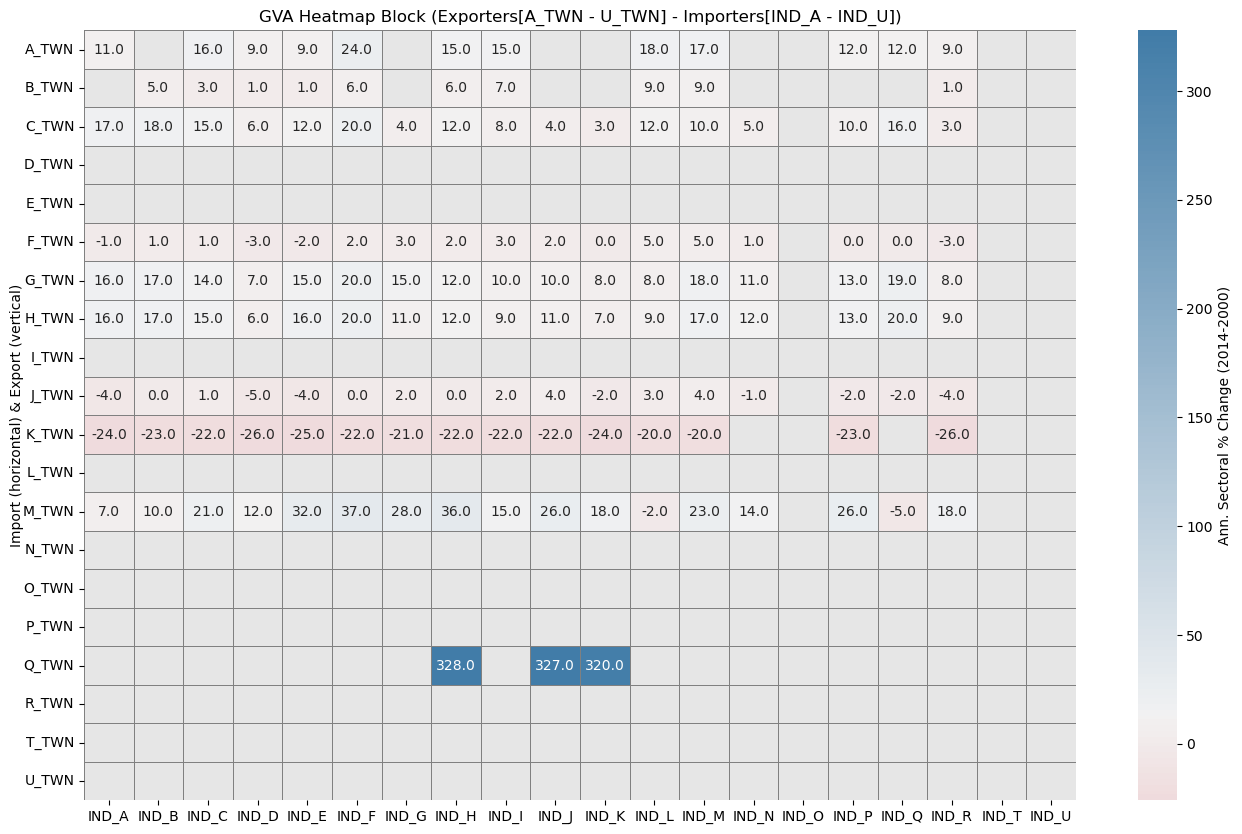 GVA Heatmap Block (Exporters[A_TWN - U_TWN] - Importers[IND_A - IND_U])
Import (horizontal) & Export (vertical)
A_TWN 11.0 16.0 9.0 9.0 24.0 15.0 15.0 18.0 17.0 12.0 12.0 9.0
B_TWN 5.0 3.0 1.0 1.0 6.0 6.0 7.0 9.0 9.0 1.0
C_TWN 17.0 18.0 15.0 6.0 12.0 20.0 4.0 12.0 8.0 4.0 3.0 12.0 10.0 5.0 10.0 16.0 3.0
D_TWN
E_TWN
F_TWN -1.0 1.0 1.0 -3.0 -2.0 2.0 3.0 2.0 3.0 2.0 0.0 5.0 5.0 1.0 0.0 0.0 -3.0
G_TWN 16.0 17.0 14.0 7.0 15.0 20.0 15.0 12.0 10.0 10.0 8.0 8.0 18.0 11.0 13.0 19.0 8.0
H_TWN 16.0 17.0 15.0 6.0 16.0 20.0 11.0 12.0 9.0 11.0 7.0 9.0 17.0 12.0 13.0 20.0 9.0
I_TWN
J_TWN -4.0 0.0 1.0 -5.0 -4.0 0.0 2.0 0.0 2.0 4.0 -2.0 3.0 4.0 -1.0 -2.0 -2.0 -4.0
K_TWN -24.0 -23.0 -22.0 -26.0 -25.0 -22.0 -21.0 -22.0 -22.0 -22.0 -24.0 -20.0 -20.0 -23.0 -26.0
L_TWN
M_TWN 7.0 10.0 21.0 12.0 32.0 37.0 28.0 36.0 15.0 26.0 18.0 -2.0 23.0 14.0 26.0 -5.0 18.0
N_TWN
O_TWN
P_TWN
Q_TWN 328.0 327.0 320.0
R_TWN
T_TWN
U_TWN
IND_A IND_B IND_C IND_D IND_E IND_F IND_G IND_H IND_I IND_J IND_K IND_L IND_M IND_N IND_O IND_P IND_Q IND_R IND_T IND_U
300
250
200
150
100
50
0
Ann. Sectoral % Change (2014-2000)